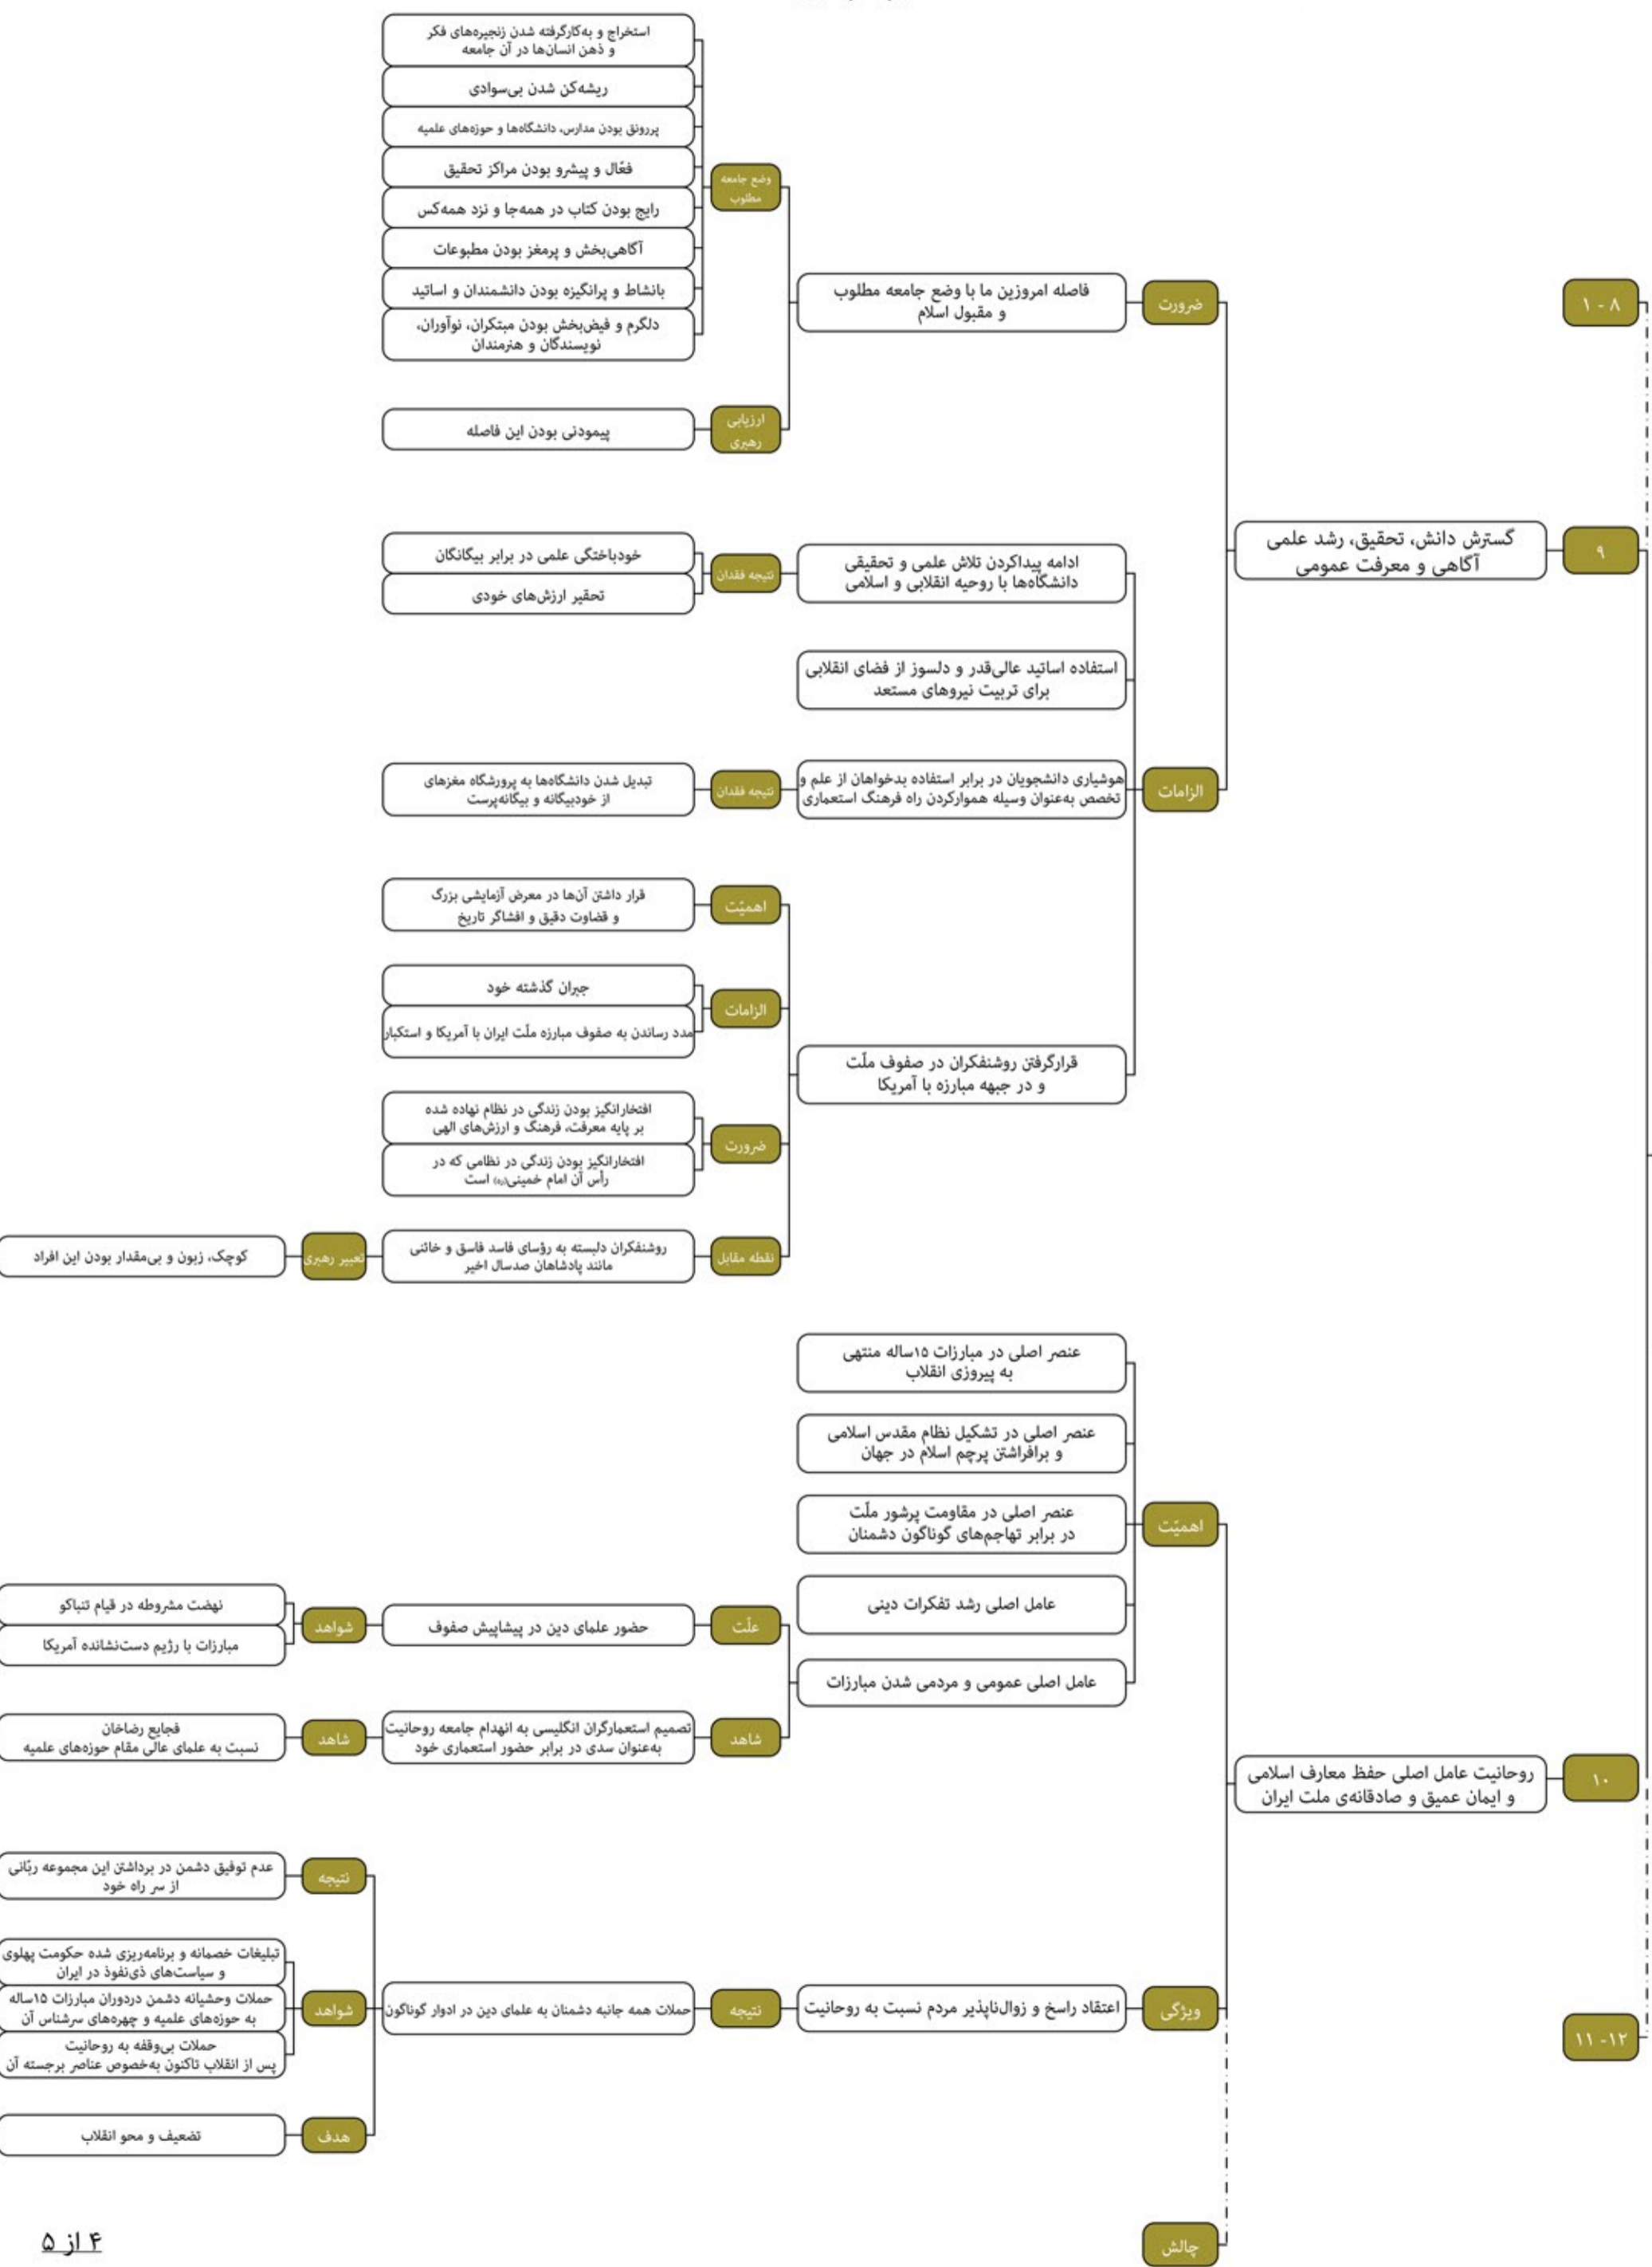 ۱ - ۸
۹
گسترش دانش، تحقیق، رشد علمی
آگاهی و معرفت عمومی
ضرورت
فاصله امروزین ما با وضع جامعه مطلوب
و مقبول اسلام
وضع جامعه
مطلوب
استخراج و به‌کارگرفته شدن زنجیره‌های فکر
و ذهن انسان‌ها در آن جامعه
ریشه‌کن شدن بی‌سوادی
پررونق بودن مدارس، دانشگاه‌ها و حوزه‌های علمیه
فعّال و پیشرو بودن مراکز تحقیق
رایج بودن کتاب در همه‌جا و نزد همه‌کس
آگاهی‌بخش و پرمغز بودن مطبوعات
بانشاط و پرانگیزه بودن دانشمندان و اساتید
دلگرم و فیض‌بخش بودن مبتکران، نوآوران،
نویسندگان و هنرمندان
ارزیابی
رهبری
پیمودنی بودن این فاصله
الزامات
ادامه پیداکردن تلاش علمی و تحقیقی
دانشگاه‌ها با روحیه انقلابی و اسلامی
نتیجه فقدان
خودباختگی علمی در برابر بیگانگان
تحقیر ارزش‌های خودی
استفاده اساتید عالی‌قدر و دلسوز از فضای انقلابی
برای تربیت نیروهای مستعد
هوشیاری دانشجویان در برابر استفاده بدخواهان از علم و
تخصص به‌عنوان وسیله هموارکردن راه فرهنگ استعماری
نتیجه فقدان
تبدیل شدن دانشگاه‌ها به پرورشگاه مغزهای
از خودبیگانه و بیگانه‌پرست
قرارگرفتن روشنفکران در صفوف ملّت
و در جبهه مبارزه با آمریکا
اهمیّت
قرار داشتن آن‌ها در معرض آزمایشی بزرگ
و قضاوت دقیق و افشاگر تاریخ
الزامات
جبران گذشته خود
مدد رساندن به صفوف مبارزه ملّت ایران با آمریکا و استکبار
ضرورت
افتخارانگیز بودن زندگی در نظام نهاده شده
بر پایه معرفت، فرهنگ و ارزش‌های الهی
افتخارانگیز بودن زندگی در نظامی که در
رأس آن امام خمینی(ره) است
نقطه مقابل
روشنفکران دلبسته به رؤسای فاسد فاسق و خائنی
مانند پادشاهان صدسال اخیر
تعبیر رهبری
کوچک، زبون و بی‌مقدار بودن این افراد
۱۰
روحانیت عامل اصلی حفظ معارف اسلامی
و ایمان عمیق و صادقانه‌ی ملت ایران
اهمیّت
عنصر اصلی در مبارزات ۱۵ساله منتهی
به پیروزی انقلاب
عنصر اصلی در تشکیل نظام مقدس اسلامی
و برافراشتن پرچم اسلام در جهان
عنصر اصلی در مقاومت پرشور ملّت
در برابر تهاجم‌های گوناگون دشمنان
عامل اصلی رشد تفکرات دینی
عامل اصلی عمومی و مردمی شدن مبارزات
علّت
حضور علمای دین در پیشاپیش صفوف
شواهد
نهضت مشروطه در قیام تنباکو
مبارزات با رژیم دست‌نشانده آمریکا
شاهد
تصمیم استعمارگران انگلیسی به انهدام جامعه روحانیت
به‌عنوان سدی در برابر حضور استعماری خود
شاهد
فجایع رضاخان
نسبت به علمای عالی مقام حوزه‌های علمیه
ویژگی
اعتقاد راسخ و زوال‌ناپذیر مردم نسبت به روحانیت
نتیجه
حملات همه جانبه دشمنان به علمای دین در ادوار گوناگون
نتیجه
عدم توفیق دشمن در برداشتن این مجموعه ربّانی
از سر راه خود
شواهد
تبلیغات خصمانه و برنامه‌ریزی شده حکومت پهلوی
و سیاست‌های ذی‌نفوذ در ایران
حملات وحشیانه دشمن دردوران مبارزات ۱۵ساله
به حوزه‌های علمیه و چهره‌های سرشناس آن
حملات بی‌وقفه به روحانیت
پس از انقلاب تاکنون به‌خصوص عناصر برجسته آن
هدف
تضعیف و محو انقلاب
چالش
۱۱ -۱۲
۴ از ۵